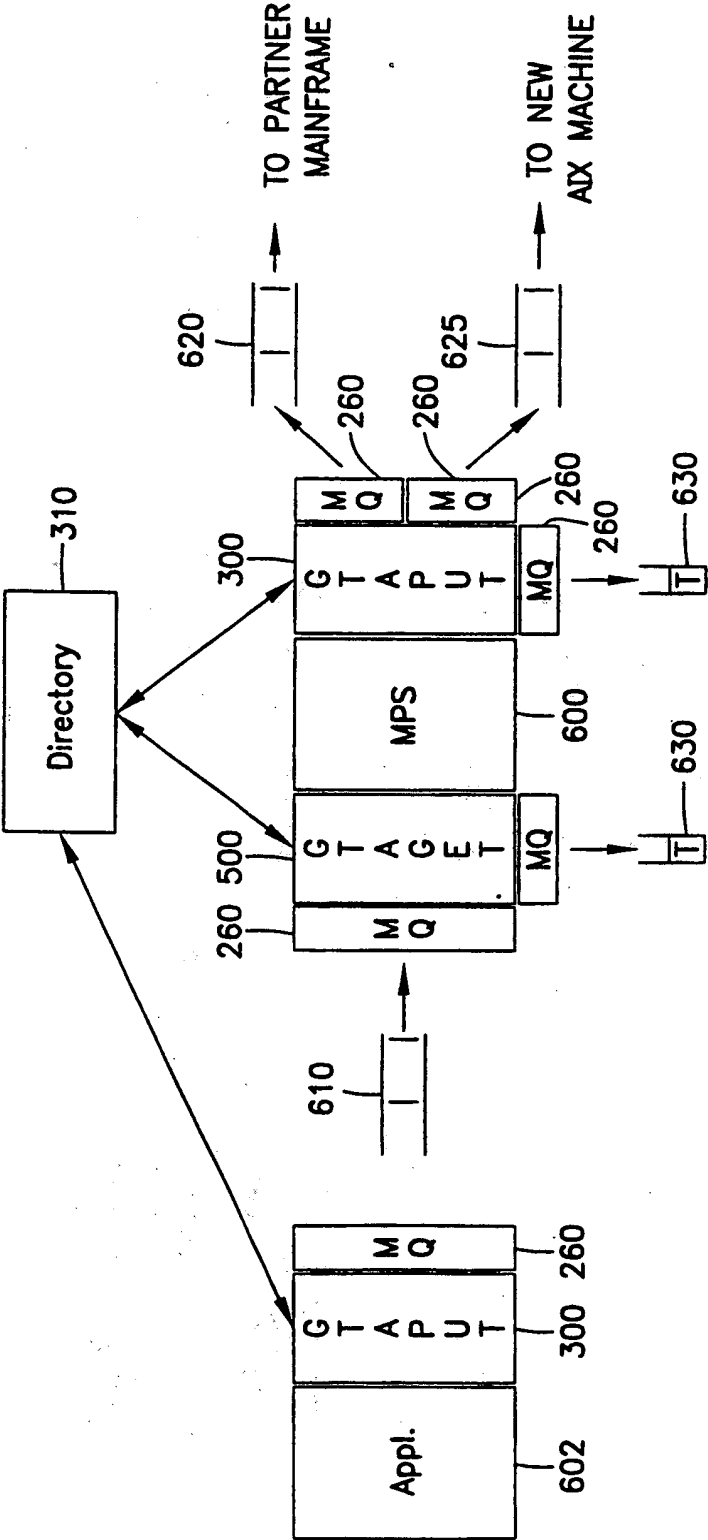 Directory
310
620
TO PARTNER
MAINFRAME
625
TO NEW
AIX MACHINE
Appl.
602
GTAPUT
300
MQ
260
610
260
MQ
500
GTAGET
MQ
630
T
MPS
600
300
GTAPUT
MQ
260
MQ
260
260
MQ
260
630
T